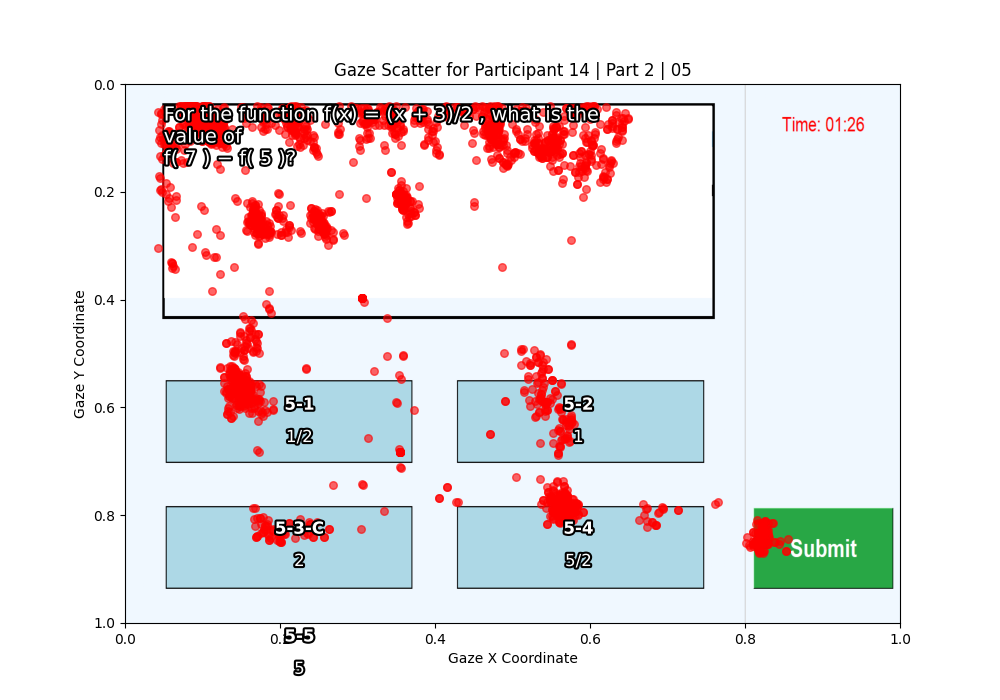 Gaze Scatter for Participant 14 | Part 2 | 05
For the function f(x) = (x + 3)/2 , what is the
value of
f( 7 ) − f( 5 )?
Time: 01:26
5-1
1/2
5-2
1
5-3-C
2
5-4
5/2
Submit
5-5
5
0.0
0.2
0.4
0.6
0.8
1.0
Gaze Y Coordinate
0.0
0.2
0.4
0.6
0.8
1.0
Gaze X Coordinate